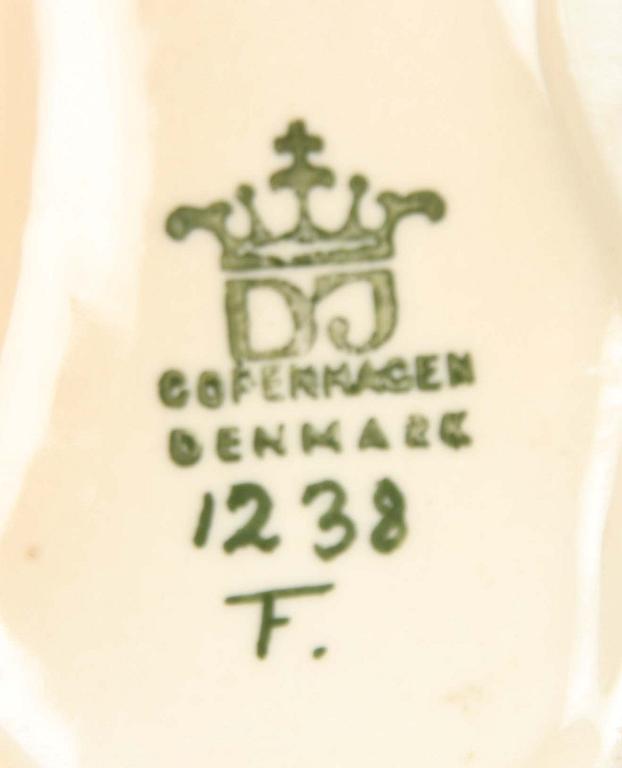 DJ
COPENHAGEN
DENMARK
1238
F.